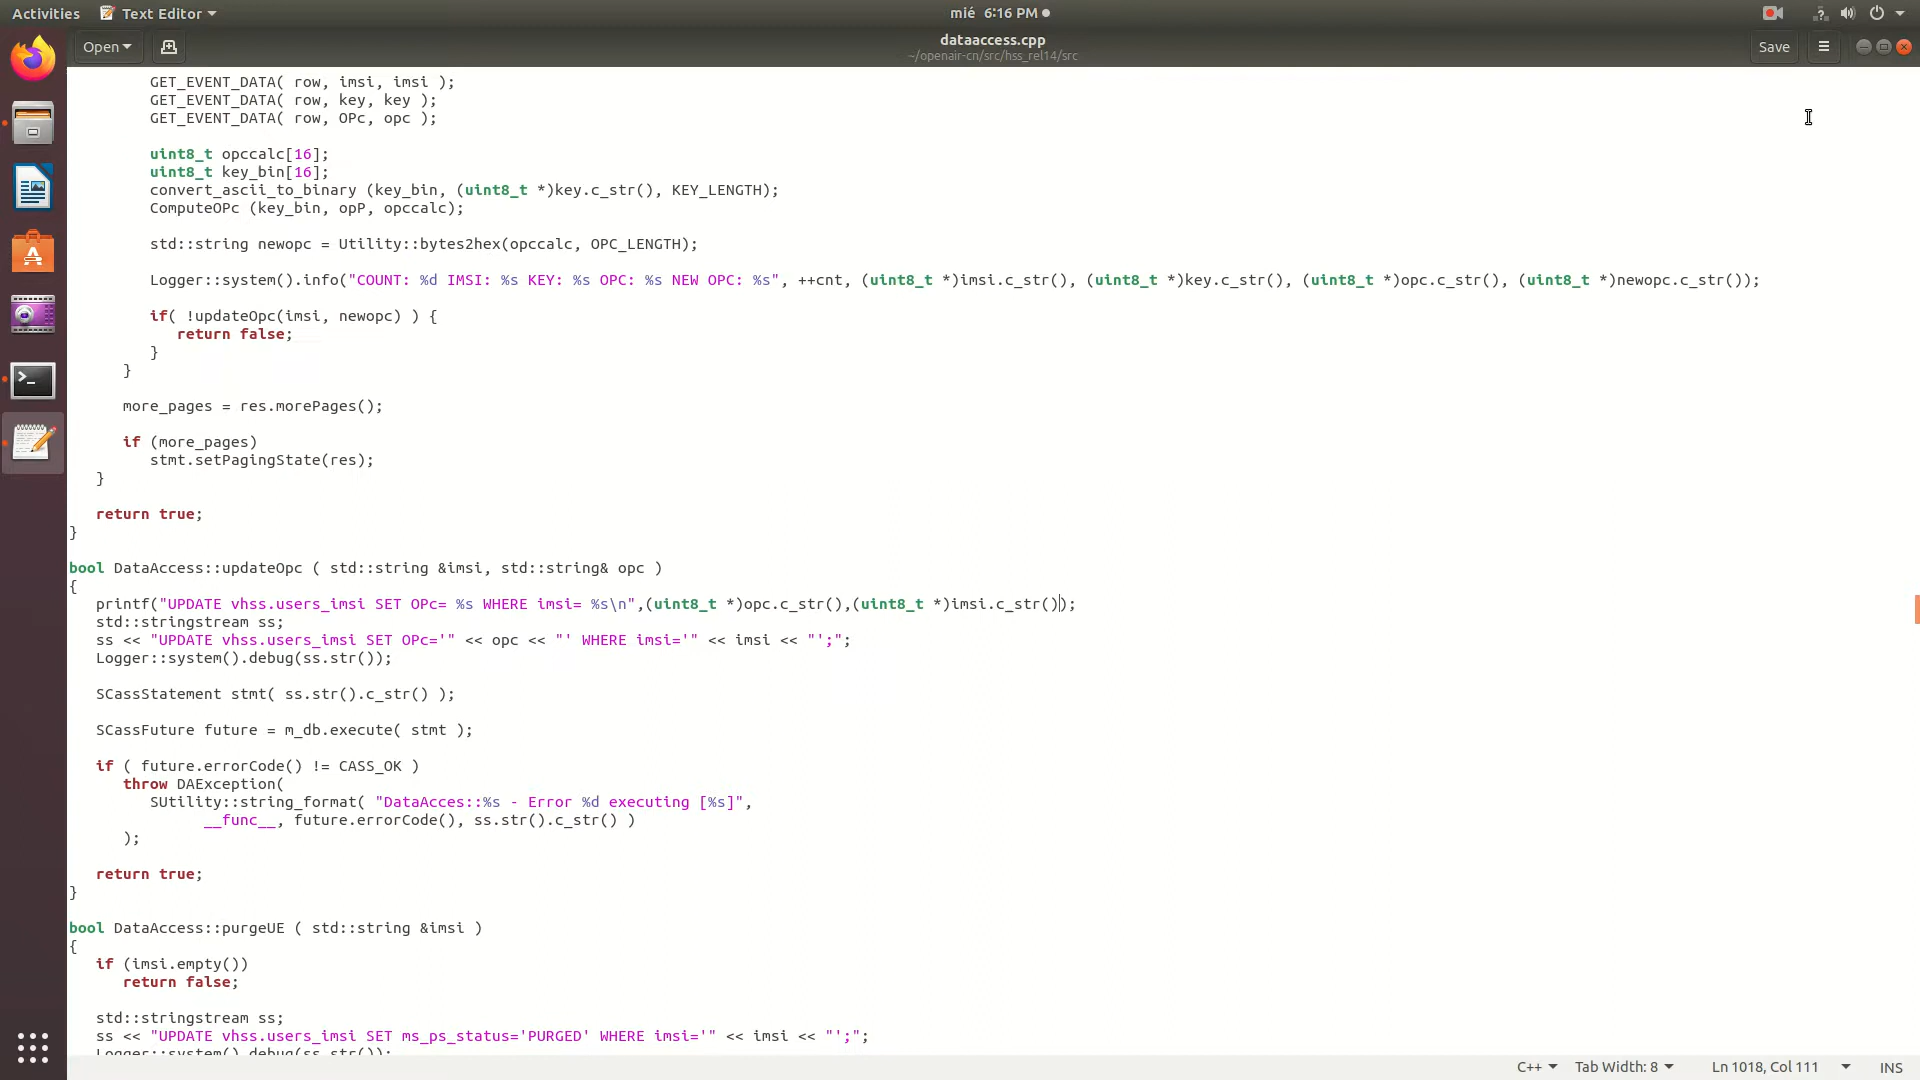 Activities Text Editor mié 6:16 PM
Open dataaccess.cpp Save
~/openair-cn/src/hss_rel14/src
GET_EVENT_DATA( row, imsi, imsi );
GET_EVENT_DATA( row, key, key );
GET_EVENT_DATA( row, OPc, opc );
uint8_t opccalc[16];
uint8_t key_bin[16];
convert_ascii_to_binary (key_bin, (uint8_t *)key.c_str(), KEY_LENGTH);
ComputeOPc (key_bin, opP, opccalc);
std::string newopc = Utility::bytes2hex(opccalc, OPC_LENGTH);
Logger::system().info("COUNT: %d IMSI: %s KEY: %s OPC: %s NEW OPC: %s", ++cnt, (uint8_t *)imsi.c_str(), (uint8_t *)key.c_str(), (uint8_t *)opc.c_str(), (uint8_t *)newopc.c_str());
if( !updateOpc(imsi, newopc) ) {
return false;
}
}
more_pages = res.morePages();
if (more_pages)
stmt.setPagingState(res);
}
return true;
}
bool DataAccess::updateOpc ( std::string &imsi, std::string& opc )
{
printf("UPDATE vhss.users_imsi SET OPc= %s WHERE imsi= %s\n",(uint8_t *)opc.c_str(),(uint8_t *)imsi.c_str());
std::stringstream ss;
ss << "UPDATE vhss.users_imsi SET OPc='" << opc << "' WHERE imsi='" << imsi << "';";
Logger::system().debug(ss.str());
SCassStatement stmt( ss.str().c_str() );
SCassFuture future = m_db.execute( stmt );
if ( future.errorCode() != CASS_OK )
throw DAException(
SUtility::string_format( "DataAcces::%s - Error %d executing [%s]",
__func__, future.errorCode(), ss.str().c_str() )
);
return true;
}
bool DataAccess::purgeUE ( std::string &imsi )
{
if (imsi.empty())
return false;
std::stringstream ss;
ss << "UPDATE vhss.users_imsi SET ms_ps_status='PURGED' WHERE imsi='" << imsi << "';";
Logger::system().debug(ss.str());
C++ Tab Width: 8 Ln 1018, Col 111 INS